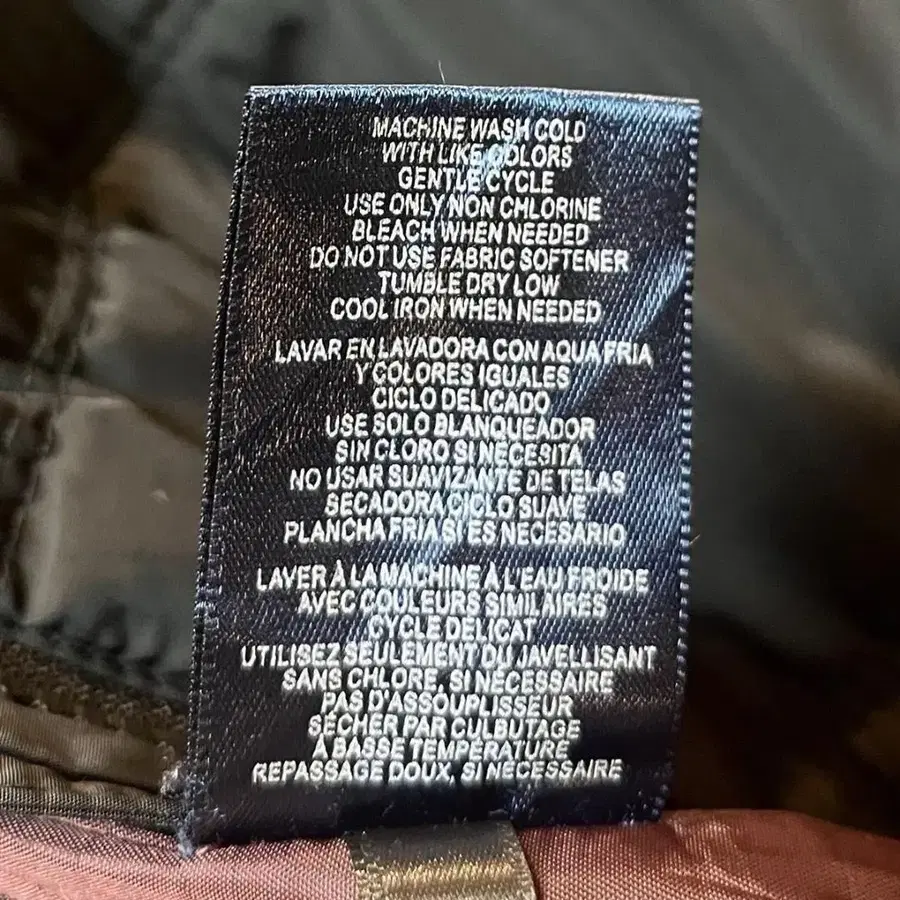 MACHINE WASH COLD
WITH LIKE COLORS
GENTLE CYCLE
USE ONLY NON CHLORINE
BLEACH WHEN NEEDED
DO NOT USE FABRIC SOFTENER
TUMBLE DRY LOW
COOL IRON WHEN NEEDED
LAVAR EN LAVADORA CON AQUA FRIA
Y COLORES IGUALES
CICLO DELICADO
USE SOLO BLANQUEADOR
SIN CLORO SI NECESITA
NO USAR SUAVIZANTE DE TELAS
SECADORA CICLO SUAVE
PLANCHA FRIA SI ES NECESARIO
LAVER À LA MACHINE À L'EAU FROIDE
AVEC COULEURS SIMILAIRES
CYCLE DÉLICAT
UTILISEZ SEULEMENT DU JAVELLISANT
SANS CHLORE, SI NÉCESSAIRE
PAS D'ASSOUPLISSEUR
SÉCHER PAR CULBUTAGE
À BASSE TEMPÉRATURE
REPASSAGE DOUX, SI NÉCESSAIRE